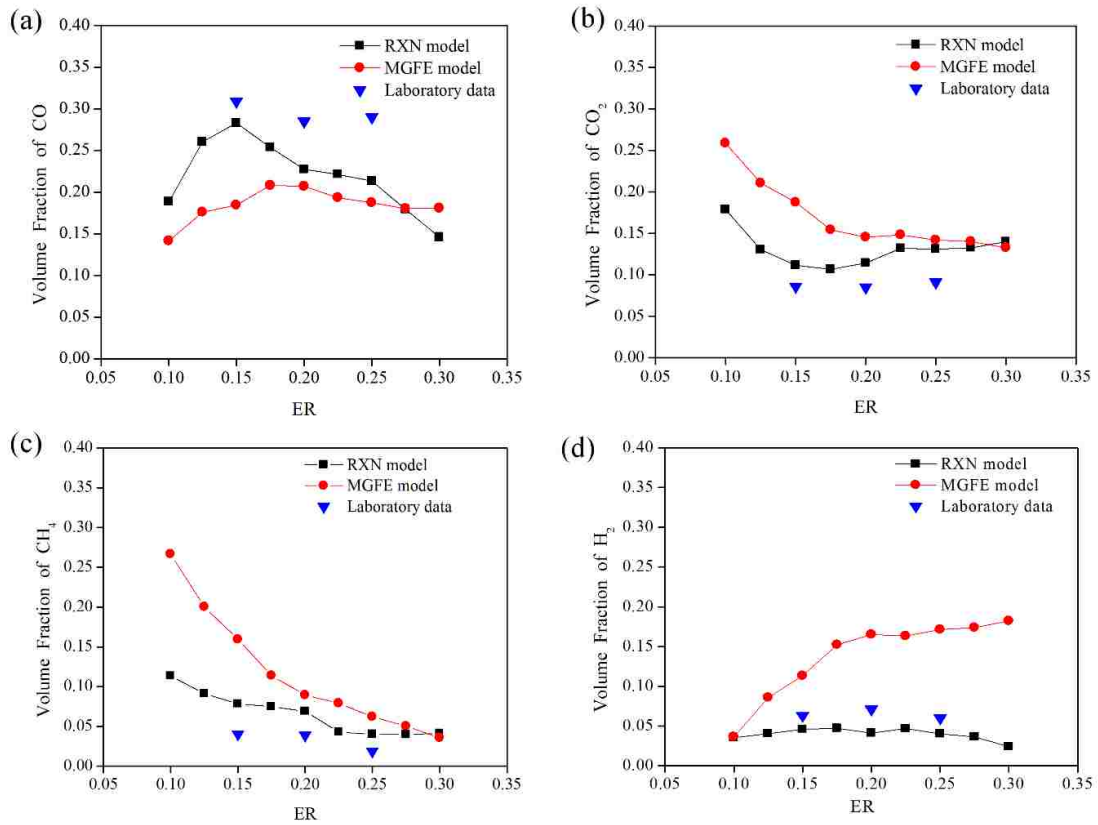 (a)
0.40
0.35
0.30
0.25
0.20
0.15
0.10
0.05
0.00
Volume Fraction of CO
RXN model
MGFE model
Laboratory data
0.05 0.10 0.15 0.20 0.25 0.30 0.35
ER
(b)
0.40
0.35
0.30
0.25
0.20
0.15
0.10
0.05
0.00
Volume Fraction of CO₂
RXN model
MGFE model
Laboratory data
0.05 0.10 0.15 0.20 0.25 0.30 0.35
ER
(c)
0.40
0.35
0.30
0.25
0.20
0.15
0.10
0.05
0.00
Volume Fraction of CH₄
RXN model
MGFE model
Laboratory data
0.05 0.10 0.15 0.20 0.25 0.30 0.35
ER
(d)
0.40
0.35
0.30
0.25
0.20
0.15
0.10
0.05
0.00
Volume Fraction of H₂
RXN model
MGFE model
Laboratory data
0.05 0.10 0.15 0.20 0.25 0.30 0.35
ER